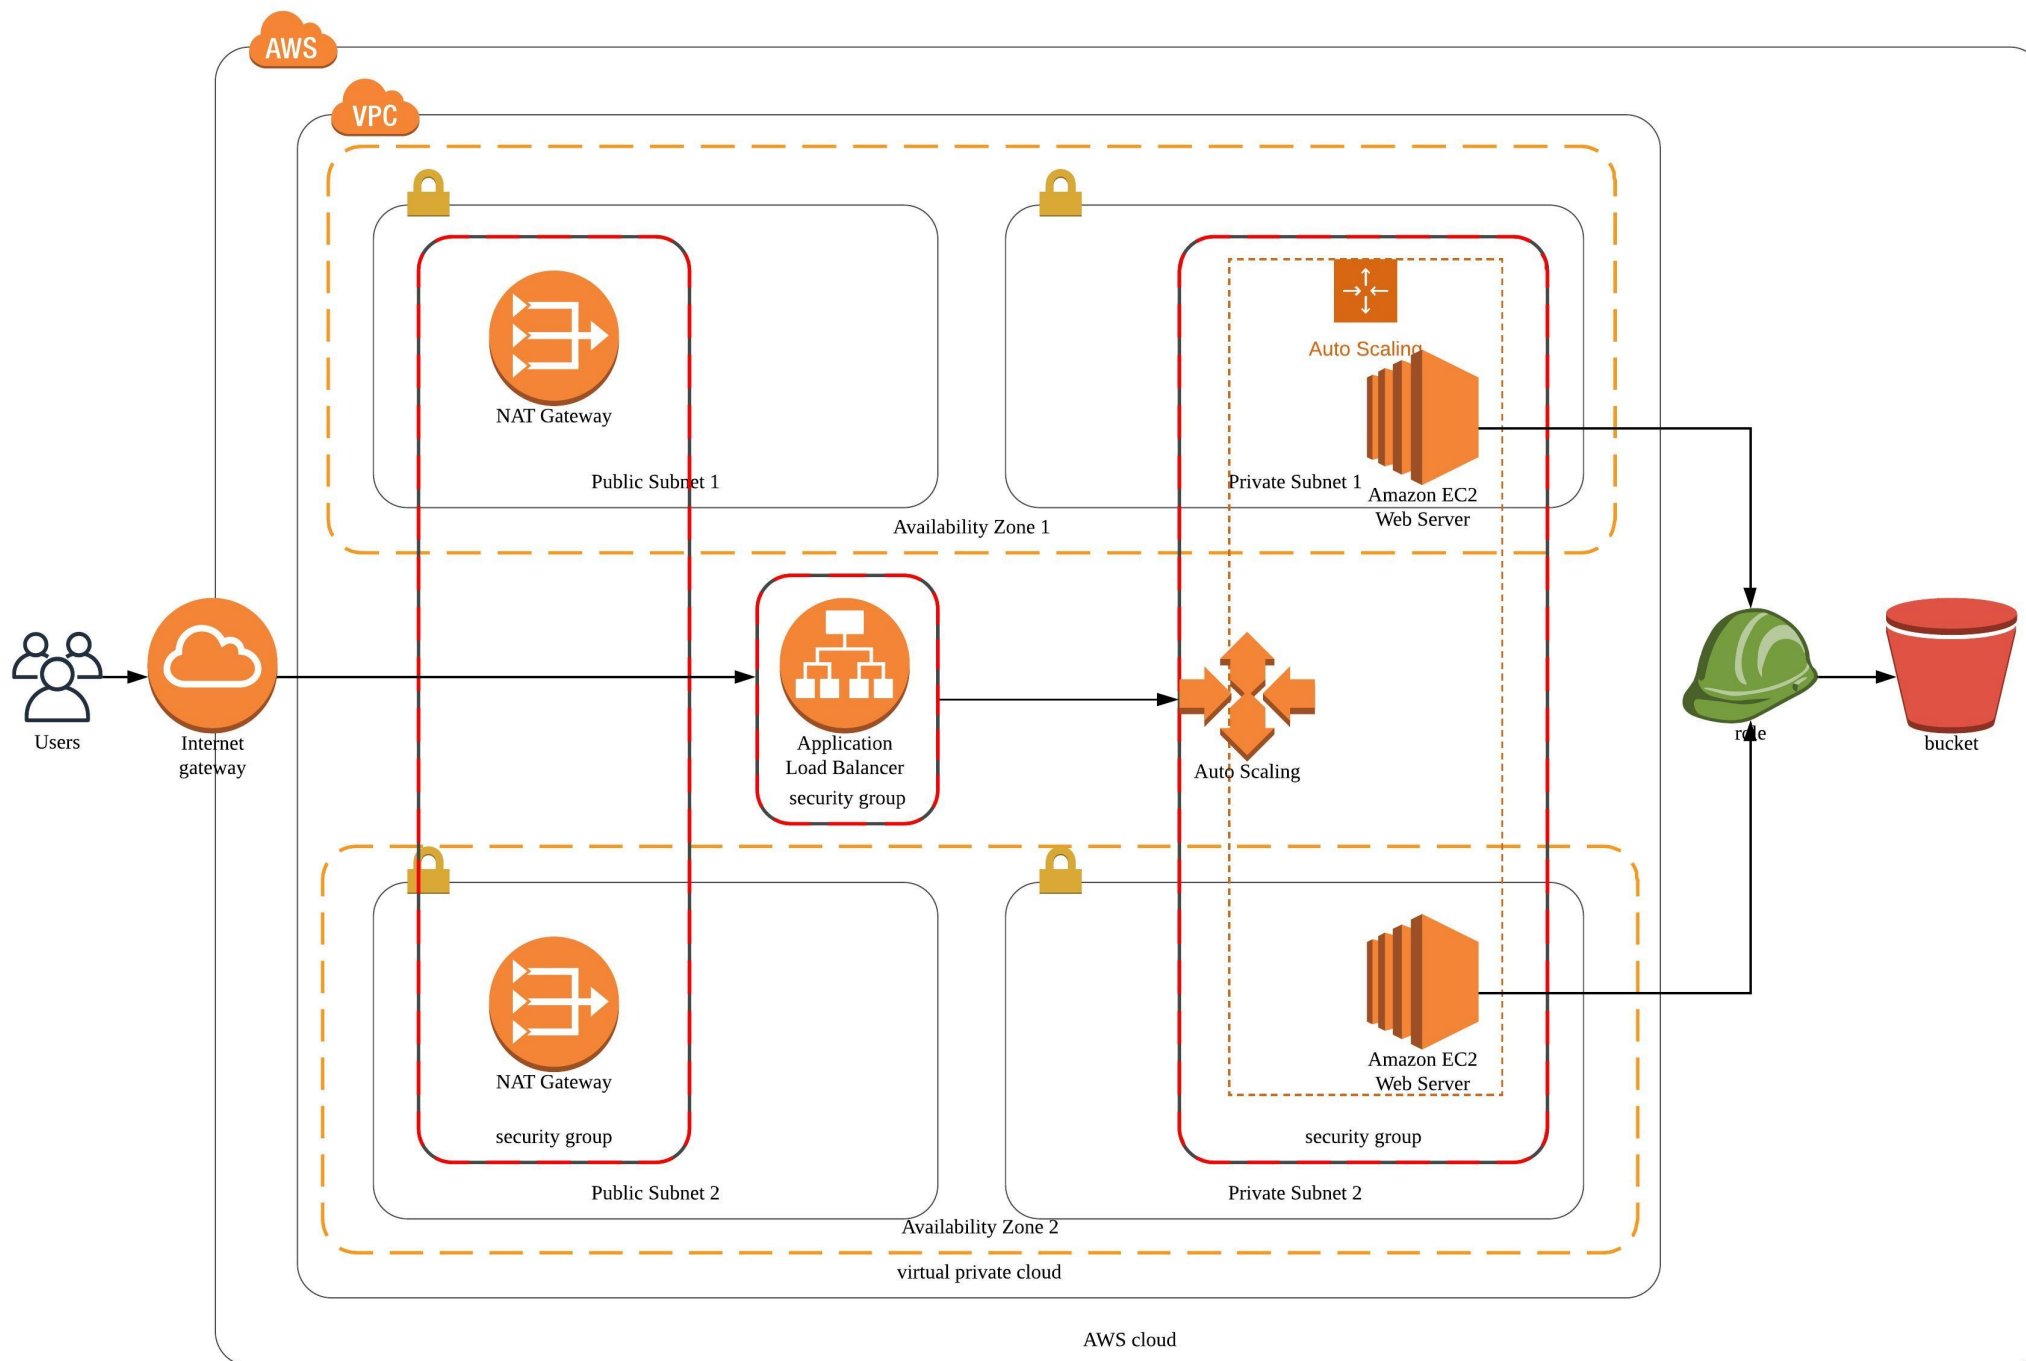 AWS
VPC
Auto Scaling
NAT Gateway
Public Subnet 1
Private Subnet 1
Amazon EC2
Web Server
Availability Zone 1
Users
Internet
gateway
Application
Load Balancer
security group
Auto Scaling
role
bucket
NAT Gateway
Amazon EC2
Web Server
security group
security group
Public Subnet 2
Private Subnet 2
Availability Zone 2
virtual private cloud
AWS cloud